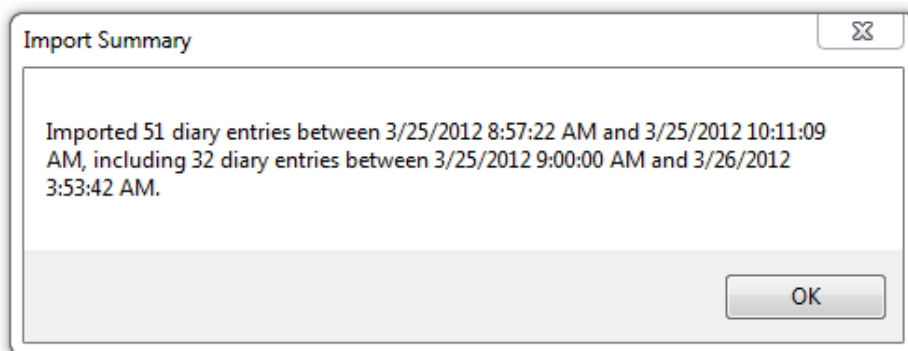 Import Summary
Imported 51 diary entries between 3/25/2012 8:57:22 AM and 3/25/2012 10:11:09
AM, including 32 diary entries between 3/25/2012 9:00:00 AM and 3/26/2012
3:53:42 AM.
OK